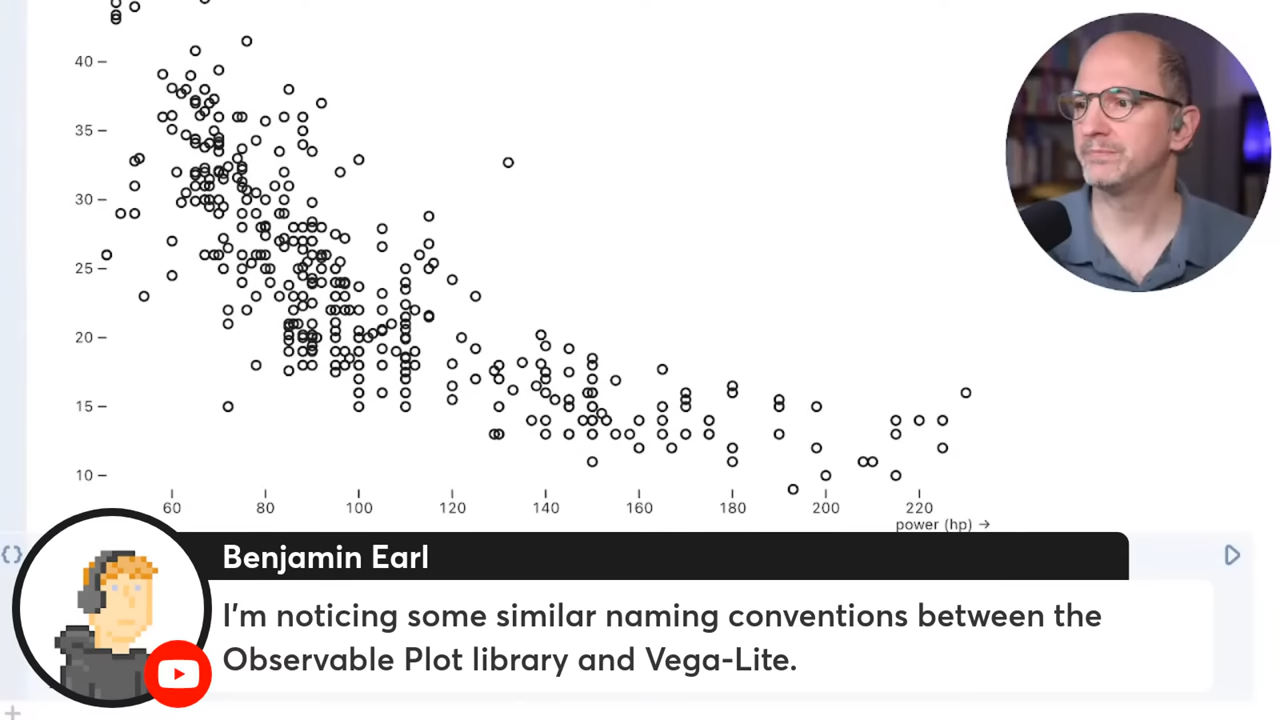 40
35
30
25
20
15
10
60 80 100 120 140 160 180 200 220
power (hp) →
{}
Benjamin Earl
I'm noticing some similar naming conventions between the
Observable Plot library and Vega-Lite.
+